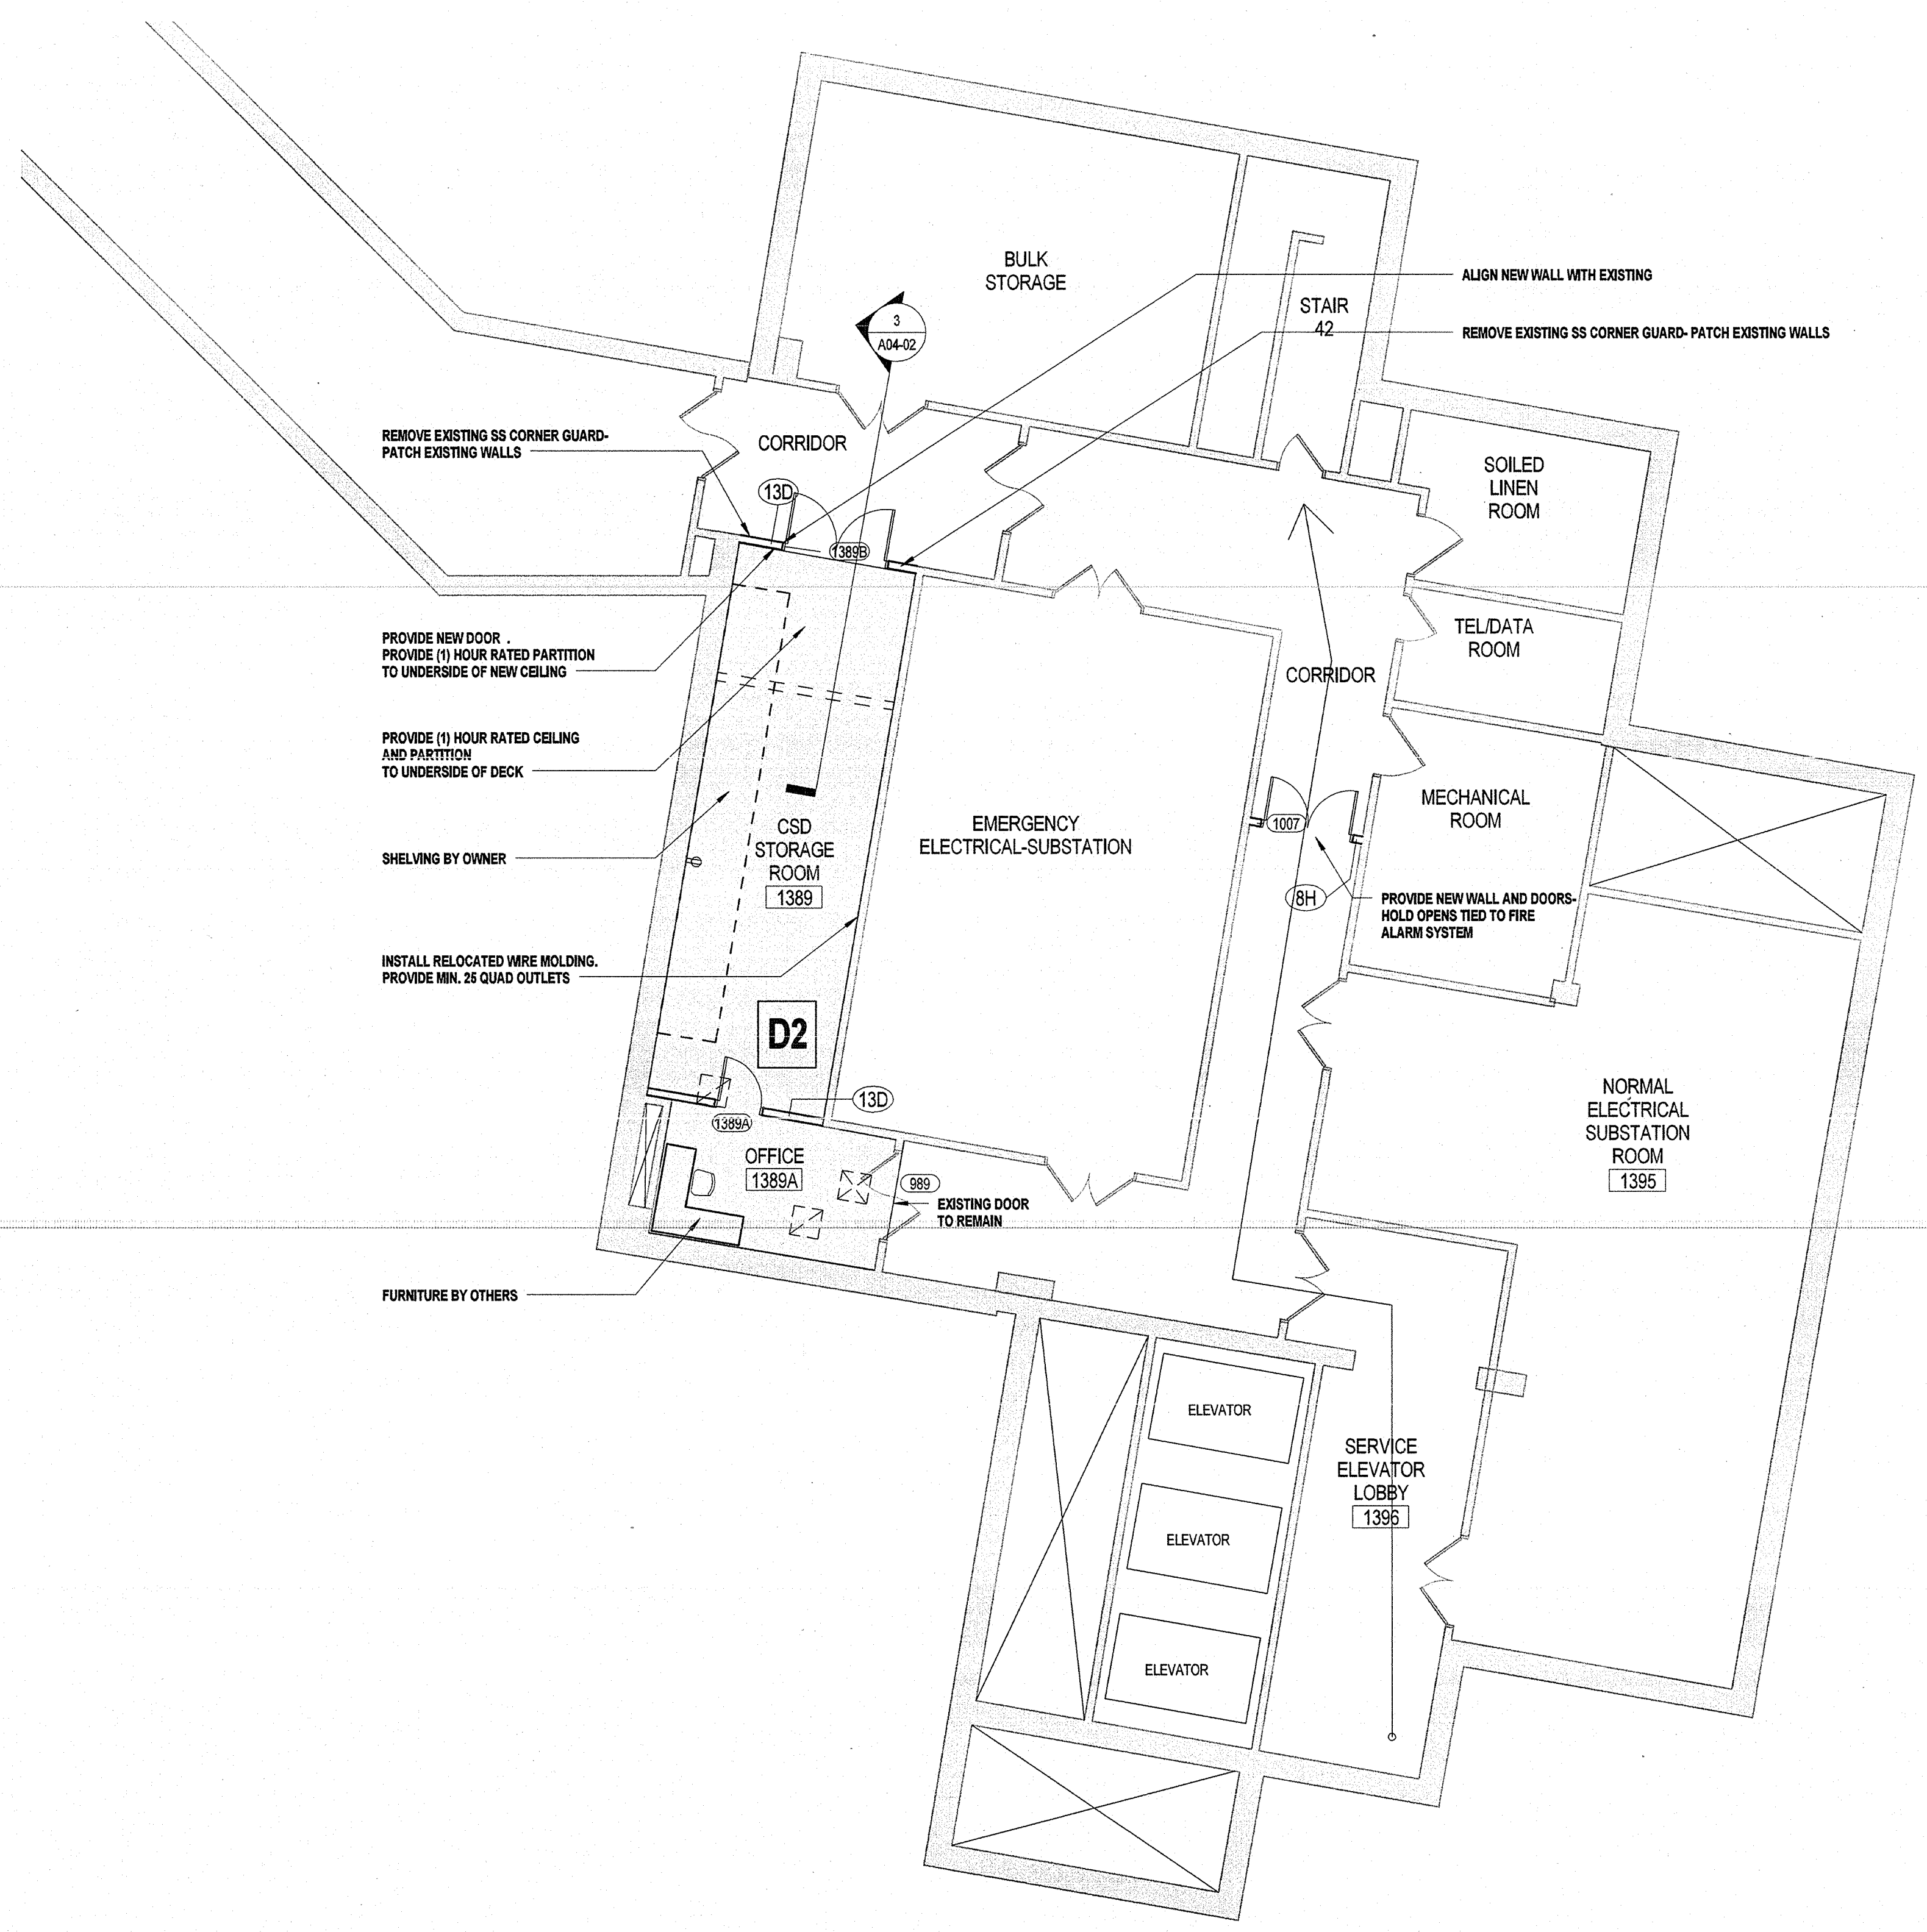 BULK
STORAGE
STAIR
42
ALIGN NEW WALL WITH EXISTING
REMOVE EXISTING SS CORNER GUARD- PATCH EXISTING WALLS
3
A04-02
REMOVE EXISTING SS CORNER GUARD-
PATCH EXISTING WALLS
CORRIDOR
13D
1389B
SOILED
LINEN
ROOM
PROVIDE NEW DOOR .
PROVIDE (1) HOUR RATED PARTITION
TO UNDERSIDE OF NEW CEILING
TEL/DATA
ROOM
CORRIDOR
PROVIDE (1) HOUR RATED CEILING
AND PARTITION
TO UNDERSIDE OF DECK
MECHANICAL
ROOM
CSD
STORAGE
ROOM
1389
EMERGENCY
ELECTRICAL-SUBSTATION
1007
SHELVING BY OWNER
8H
PROVIDE NEW WALL AND DOORS-
HOLD OPENS TIED TO FIRE
ALARM SYSTEM
INSTALL RELOCATED WIRE MOLDING.
PROVIDE MIN. 25 QUAD OUTLETS
D2
13D
1389A
NORMAL
ELECTRICAL
SUBSTATION
ROOM
1395
OFFICE
1389A
989
EXISTING DOOR
TO REMAIN
FURNITURE BY OTHERS
ELEVATOR
SERVICE
ELEVATOR
LOBBY
1396
ELEVATOR
ELEVATOR